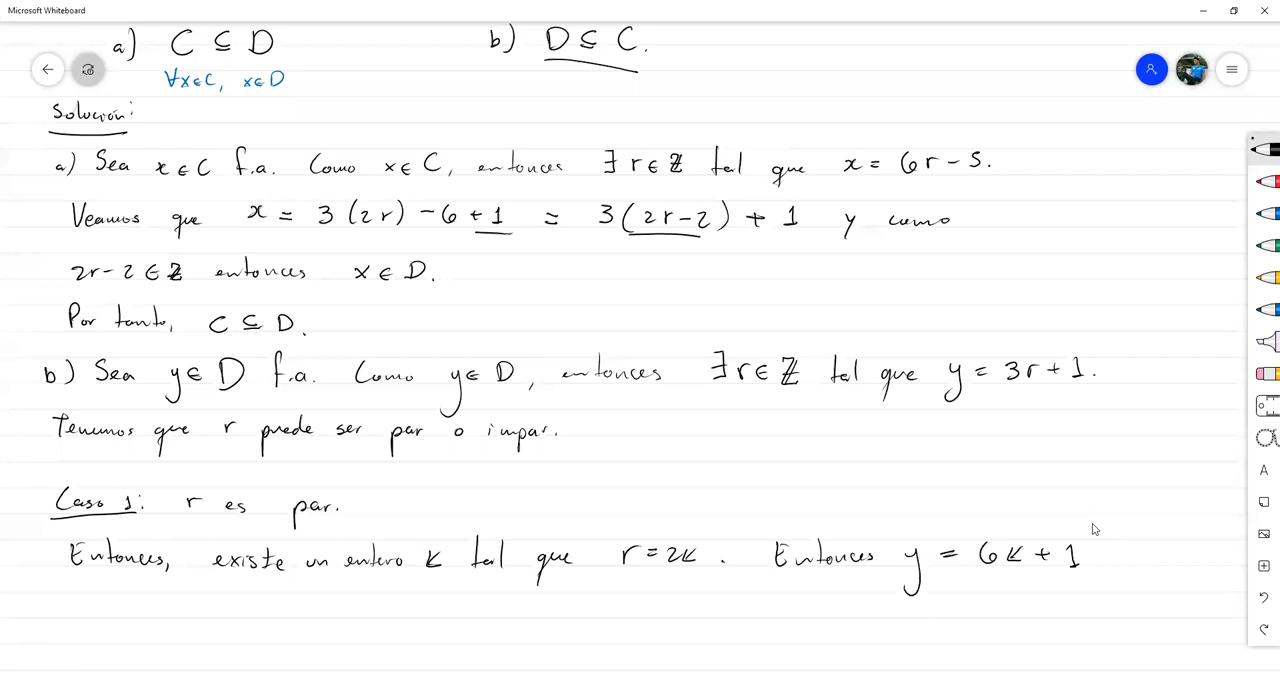 Microsoft Whiteboard
a) C ⊆ D b) D ⊆ C.
∀x∈C, x∈D
Solución:
a) Sea x∈C f.a. Como x∈C, entonces ∃ r∈ℤ tal que x = 6r-5.
Veamos que x = 3(2r)-6+1 = 3(2r-2)+1 y como
2r-2∈ℤ entonces x∈D.
Por tanto, C ⊆ D.
b) Sea y∈D f.a. Como y∈D, entonces ∃r∈ℤ tal que y = 3r+1.
Tenemos que r puede ser par o impar.
Caso 1: r es par.
Entonces, existe un entero k tal que r=2k. Entonces y = 6k+1
A